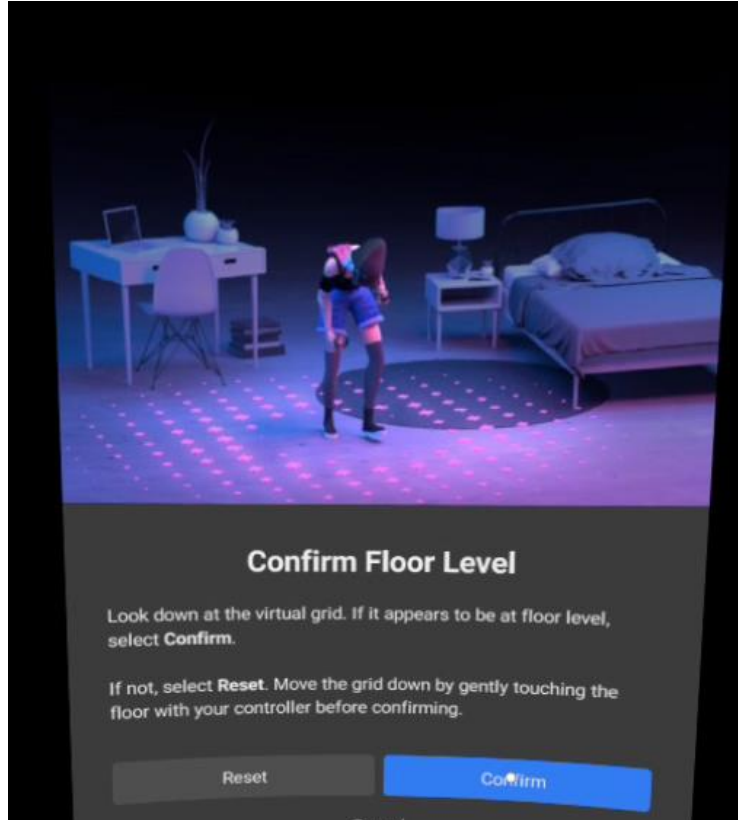 Confirm Floor Level
Look down at the virtual grid. If it appears to be at floor level,
select Confirm.
If not, select Reset. Move the grid down by gently touching the
floor with your controller before confirming.
Reset
Confirm